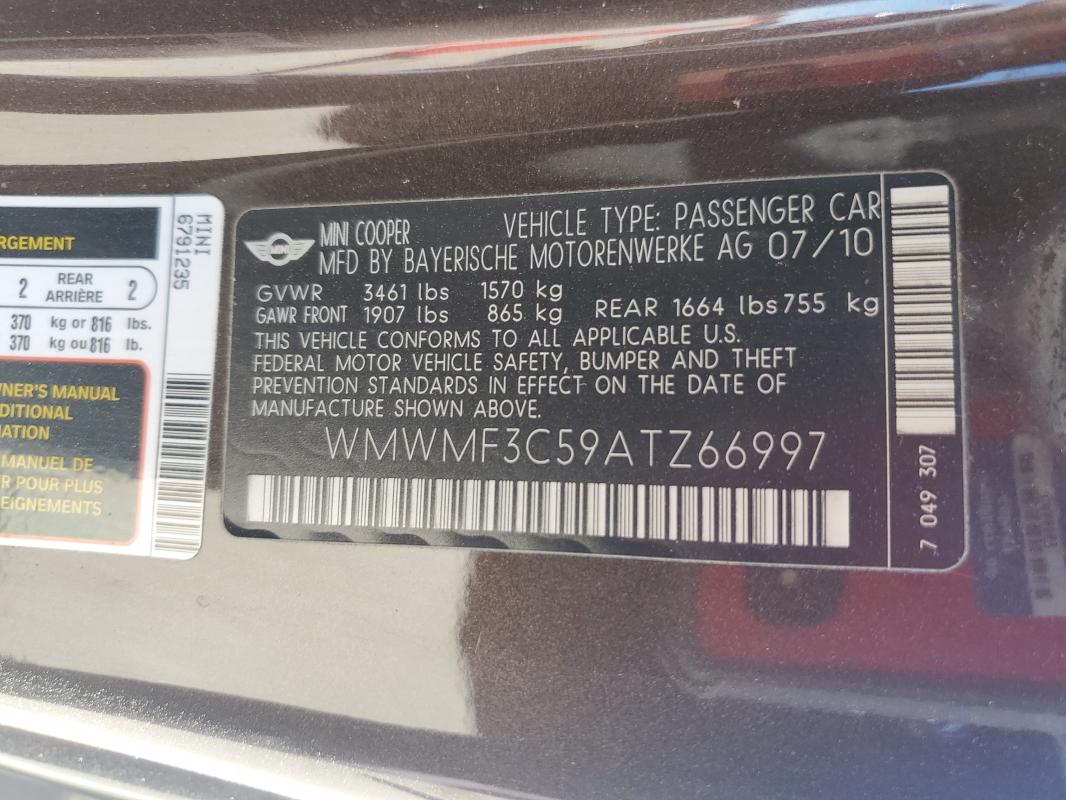 RGEMENT
2 REAR ARRIÈRE 2
370 kg or 816 lbs.
370 kg ou 816 lb.
WNER'S MANUAL
DITIONAL
MATION
MANUEL DE
R POUR PLUS
EIGNEMENTS
MINI
6791235
MINI COOPER VEHICLE TYPE: PASSENGER CAR
MFD BY BAYERISCHE MOTORENWERKE AG 07/10
GVWR 3461 lbs 1570 kg
GAWR FRONT 1907 lbs 865 kg REAR 1664 lbs 755 kg
THIS VEHICLE CONFORMS TO ALL APPLICABLE U.S.
FEDERAL MOTOR VEHICLE SAFETY, BUMPER AND THEFT
PREVENTION STANDARDS IN EFFECT ON THE DATE OF
MANUFACTURE SHOWN ABOVE.
WMWMF3C59ATZ66997
7 049 307